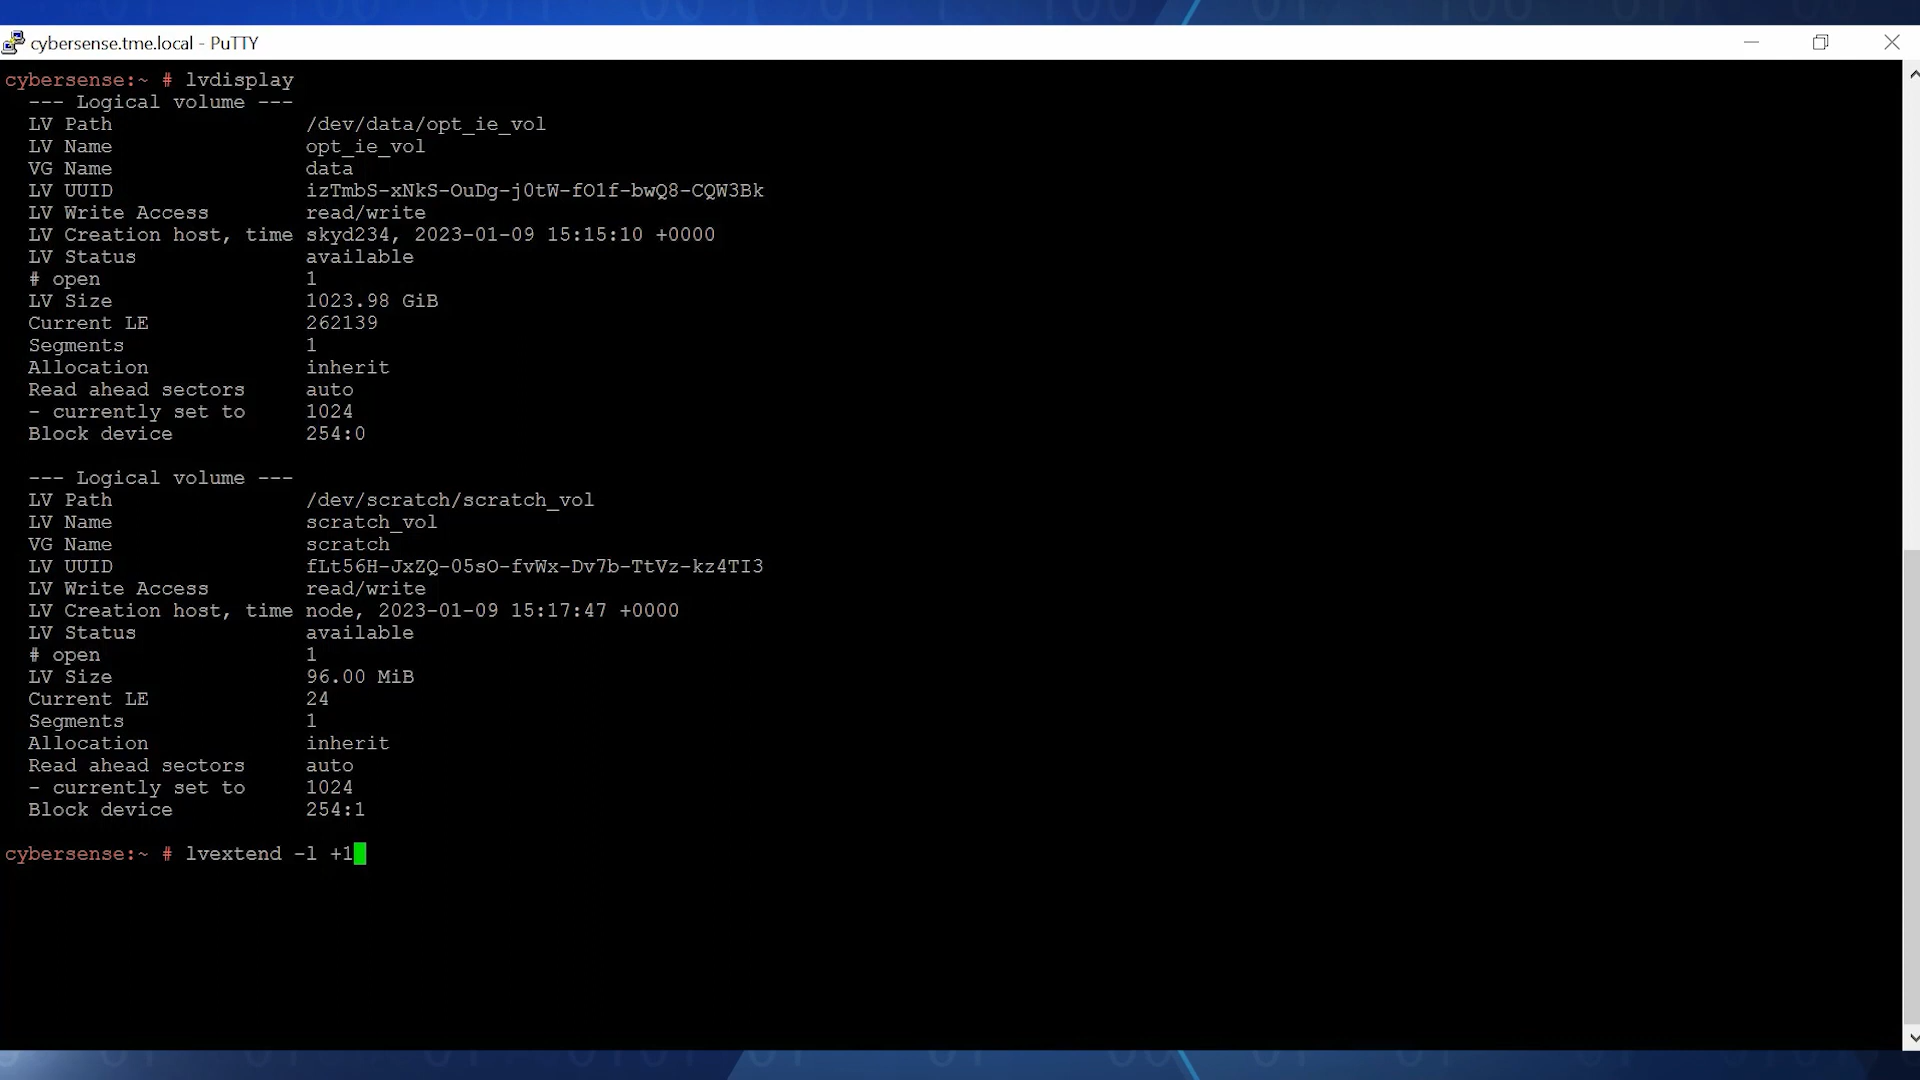 cybersense.tme.local - PuTTY
cybersense:~ # lvdisplay
--- Logical volume ---
LV Path /dev/data/opt_ie_vol
LV Name opt_ie_vol
VG Name data
LV UUID izTmbS-xNkS-OuDg-j0tW-fO1f-bwQ8-CQW3Bk
LV Write Access read/write
LV Creation host, time skyd234, 2023-01-09 15:15:10 +0000
LV Status available
# open 1
LV Size 1023.98 GiB
Current LE 262139
Segments 1
Allocation inherit
Read ahead sectors auto
- currently set to 1024
Block device 254:0
--- Logical volume ---
LV Path /dev/scratch/scratch_vol
LV Name scratch_vol
VG Name scratch
LV UUID fLt56H-JxZQ-05sO-fvWx-Dv7b-TtVz-kz4TI3
LV Write Access read/write
LV Creation host, time node, 2023-01-09 15:17:47 +0000
LV Status available
# open 1
LV Size 96.00 MiB
Current LE 24
Segments 1
Allocation inherit
Read ahead sectors auto
- currently set to 1024
Block device 254:1
cybersense:~ # lvextend -l +1